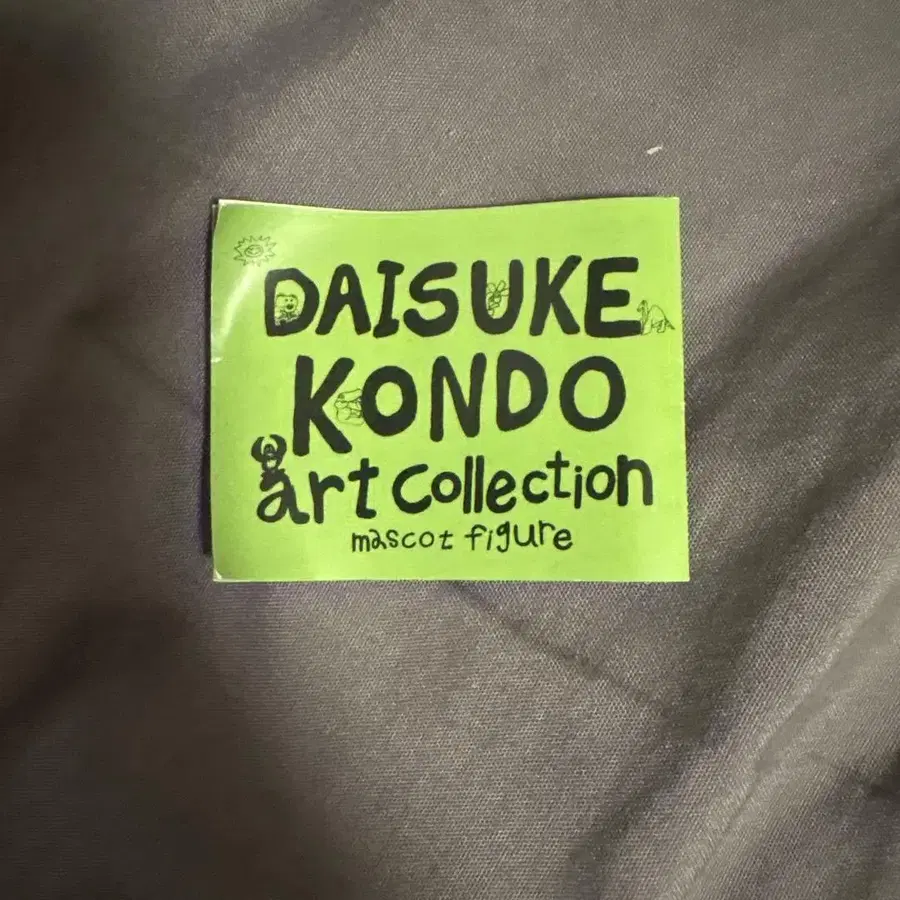 DAISUKE
KONDO
art collection
mascot figure